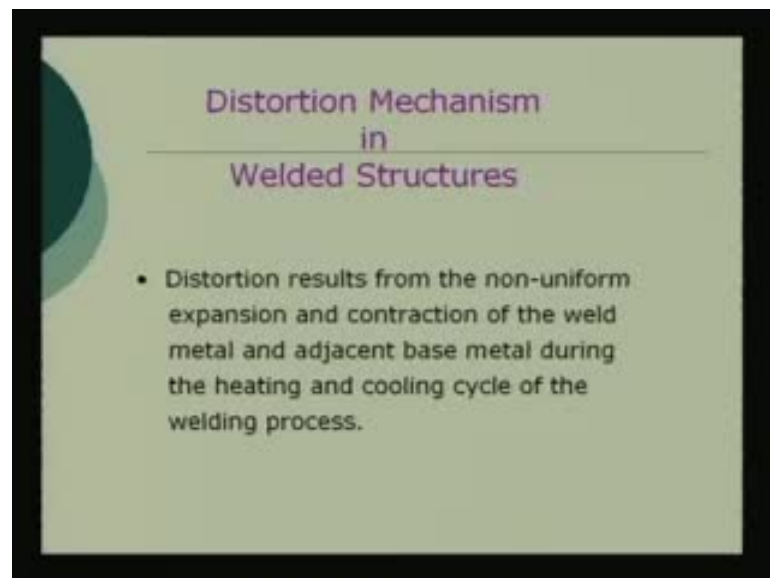 Distortion Mechanism
in
Welded Structures
• Distortion results from the non-uniform
expansion and contraction of the weld
metal and adjacent base metal during
the heating and cooling cycle of the
welding process.